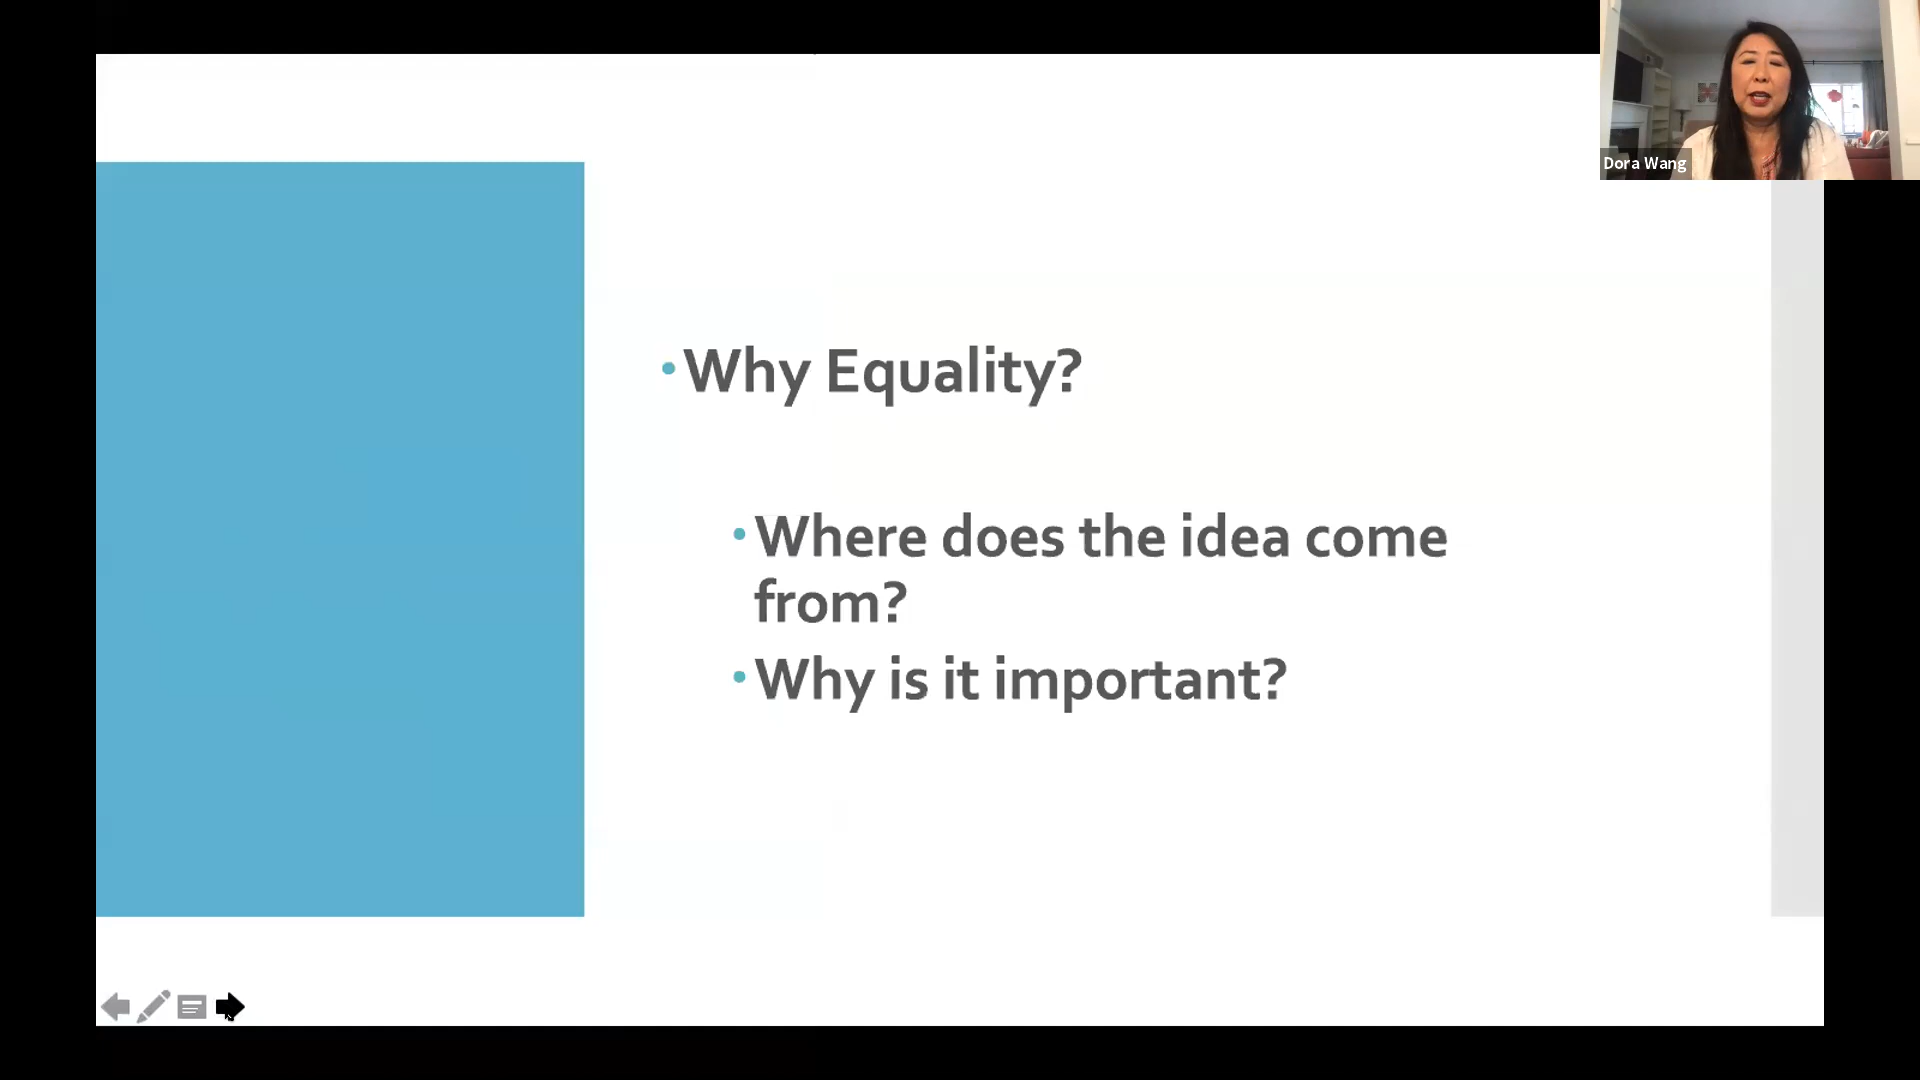 Dora Wang
•Why Equality?
•Where does the idea come
from?
•Why is it important?